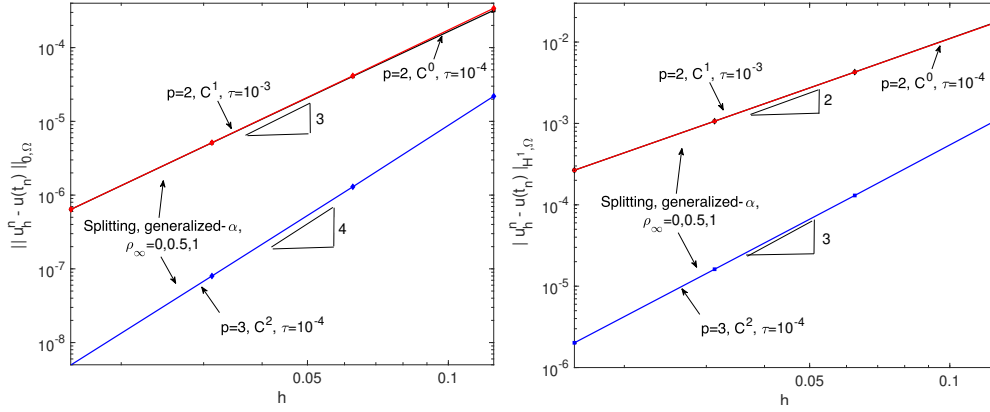 10^-4
10^-5
10^-6
10^-7
10^-8
|| u_h^n - u(t_n) ||_{0,Ω}
p=2, C^0, τ=10^-4
p=2, C^1, τ=10^-3
3
Splitting, generalized-α,
ρ_∞=0,0.5,1
4
p=3, C^2, τ=10^-4
0.05
0.1
h
10^-2
10^-3
10^-4
10^-5
10^-6
| u_h^n - u(t_n) |_{H^1,Ω}
p=2, C^1, τ=10^-3
p=2, C^0, τ=10^-4
2
Splitting, generalized-α,
ρ_∞=0,0.5,1
3
p=3, C^2, τ=10^-4
0.05
0.1
h